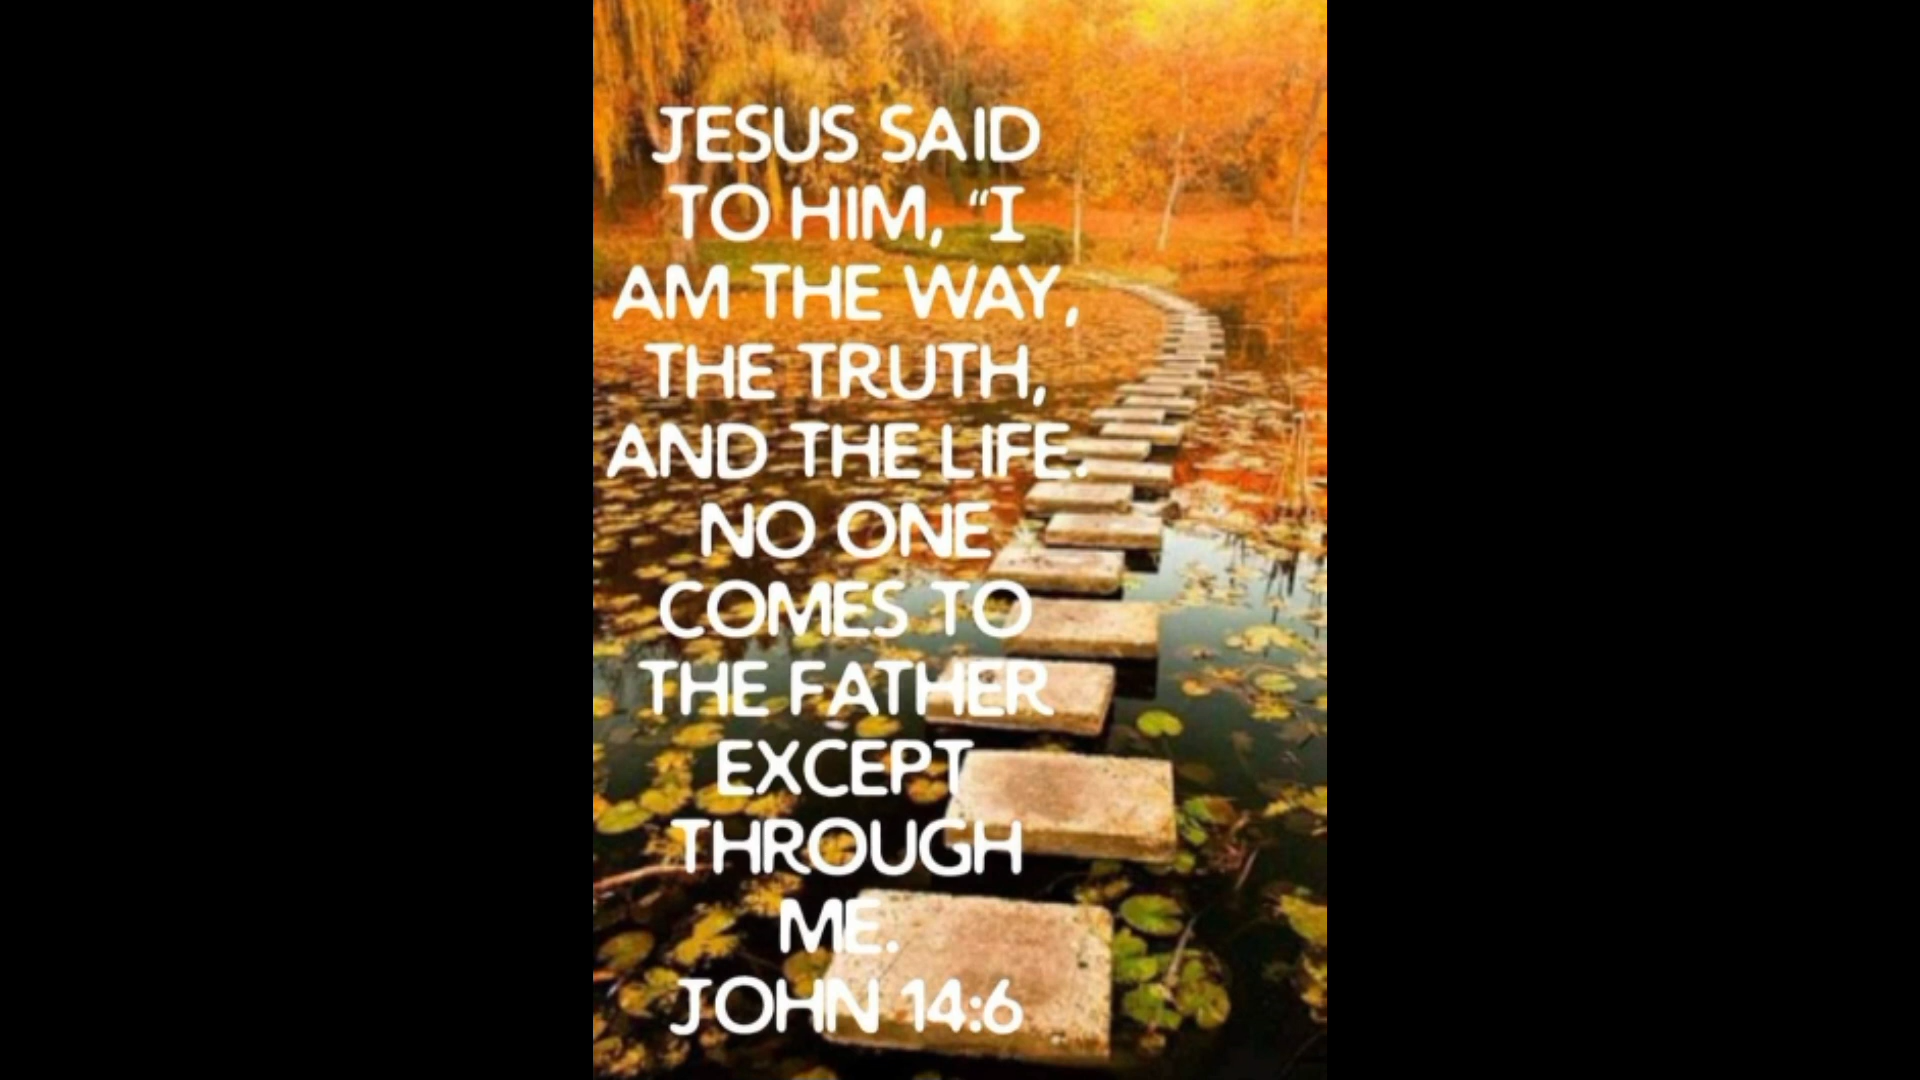 JESUS SAID
TO HIM, “I
AM THE WAY,
THE TRUTH,
AND THE LIFE.
NO ONE
COMES TO
THE FATHER
EXCEPT
THROUGH
ME.
JOHN 14:6